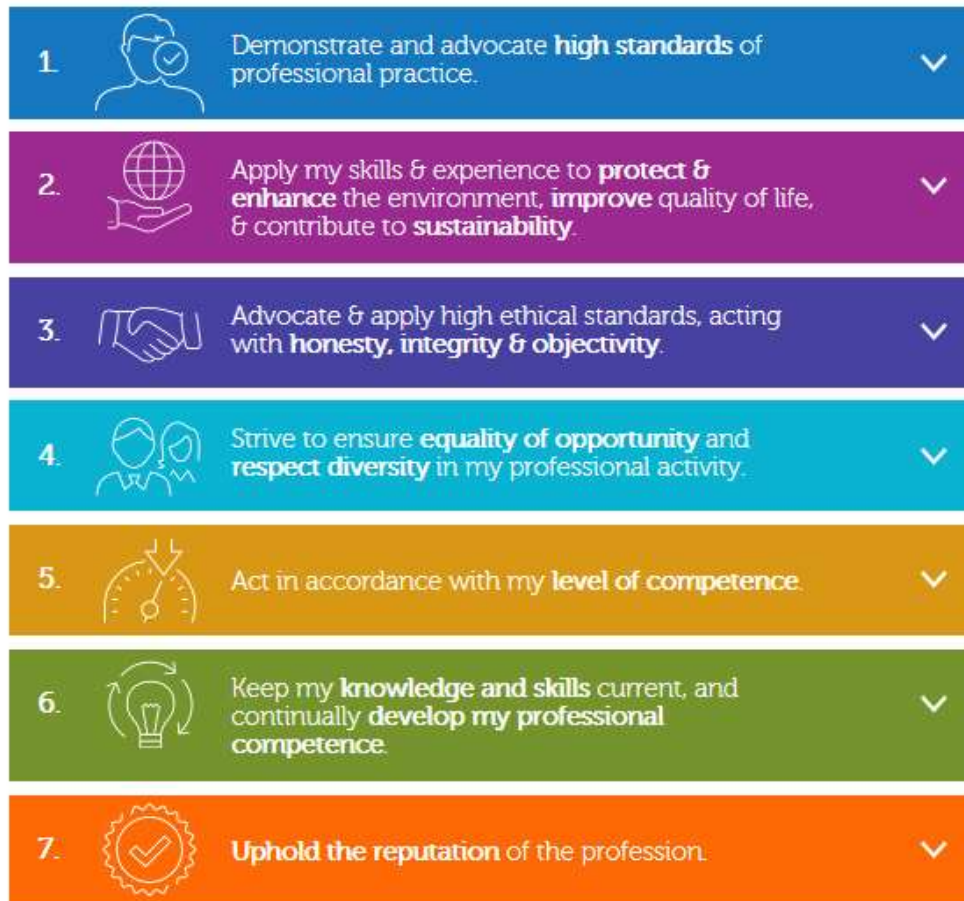 1.
Demonstrate and advocate high standards of
professional practice.
2.
Apply my skills & experience to protect &
enhance the environment, improve quality of life,
& contribute to sustainability.
3.
Advocate & apply high ethical standards, acting
with honesty, integrity & objectivity.
4.
Strive to ensure equality of opportunity and
respect diversity in my professional activity.
5.
Act in accordance with my level of competence.
6.
Keep my knowledge and skills current, and
continually develop my professional
competence.
7.
Uphold the reputation of the profession.